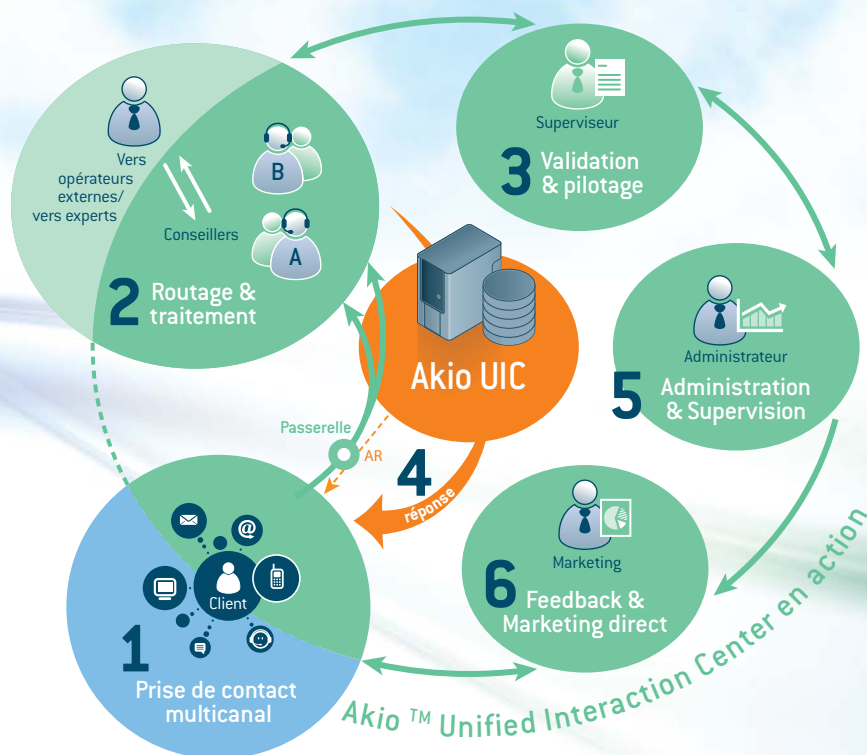 Vers
opérateurs
externes/
vers experts
Conseillers
B
A
2 Routage &
traitement
Superviseur
3 Validation
& pilotage
Akio UIC
Administrateur
5 Administration
& Supervision
Passerelle
AR
4
réponse
@
Client
1
Prise de contact
multicanal
Marketing
6 Feedback &
Marketing direct
Akio ™ Unified Interaction Center en action